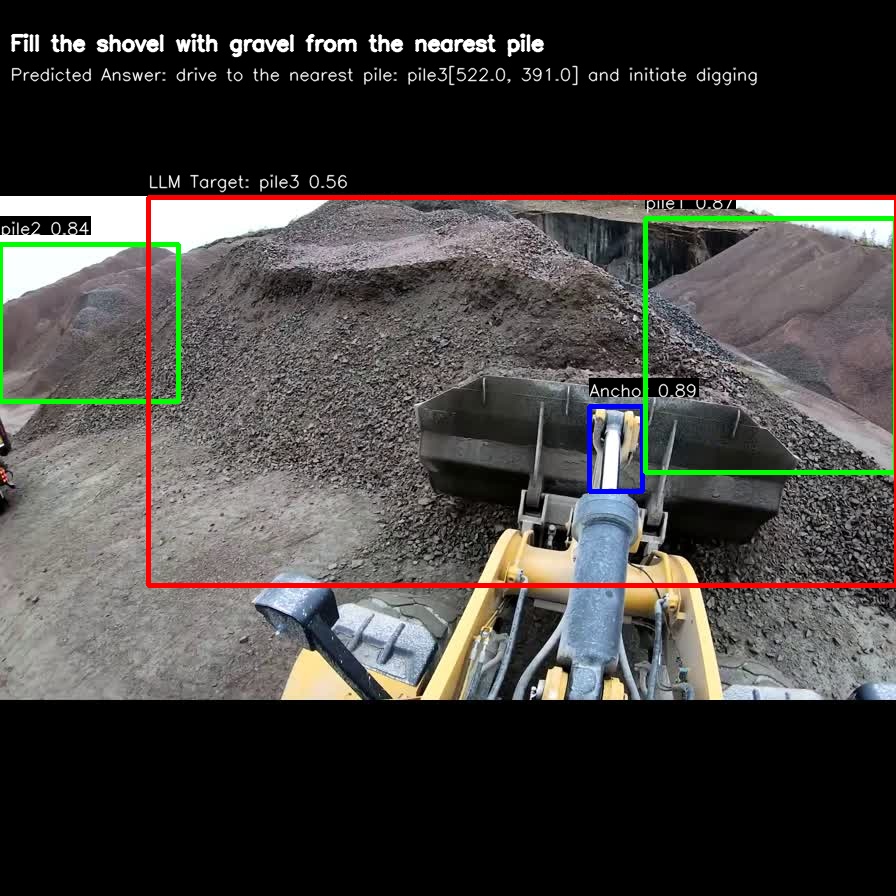 Fill the shovel with gravel from the nearest pile
Predicted Answer: drive to the nearest pile: pile3[522.0, 391.0] and initiate digging
LLM Target: pile3 0.56
pile1 0.87
pile2 0.84
Anchor 0.89